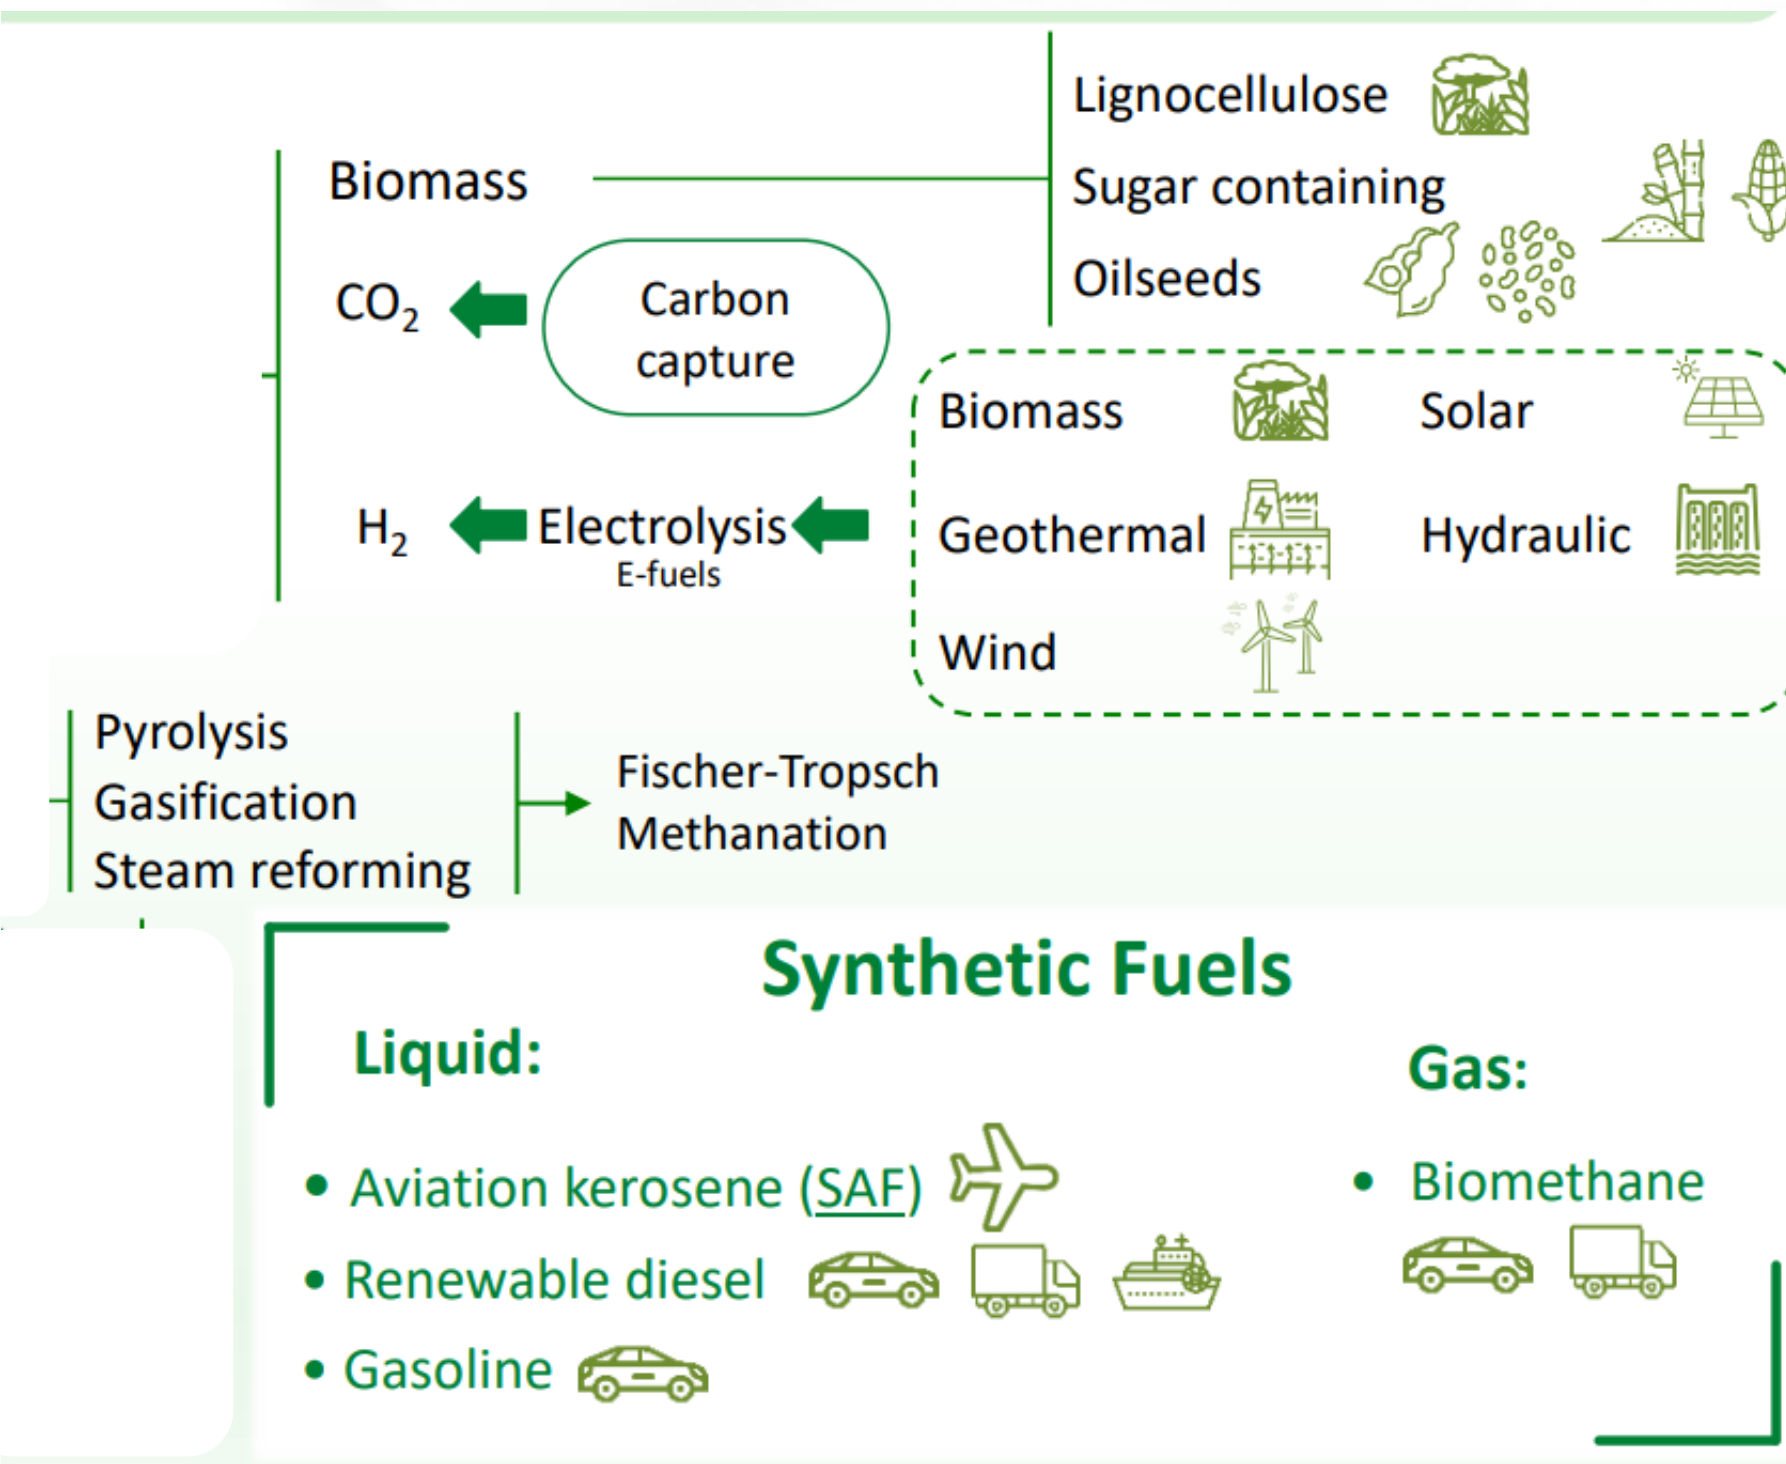 Biomass
Lignocellulose
Sugar containing
Oilseeds
CO₂
Carbon
capture
H₂
Electrolysis
E-fuels
Biomass
Solar
Geothermal
Hydraulic
Wind
Pyrolysis
Gasification
Steam reforming
Fischer-Tropsch
Methanation
Synthetic Fuels
Liquid:
• Aviation kerosene (SAF)
• Renewable diesel
• Gasoline
Gas:
• Biomethane